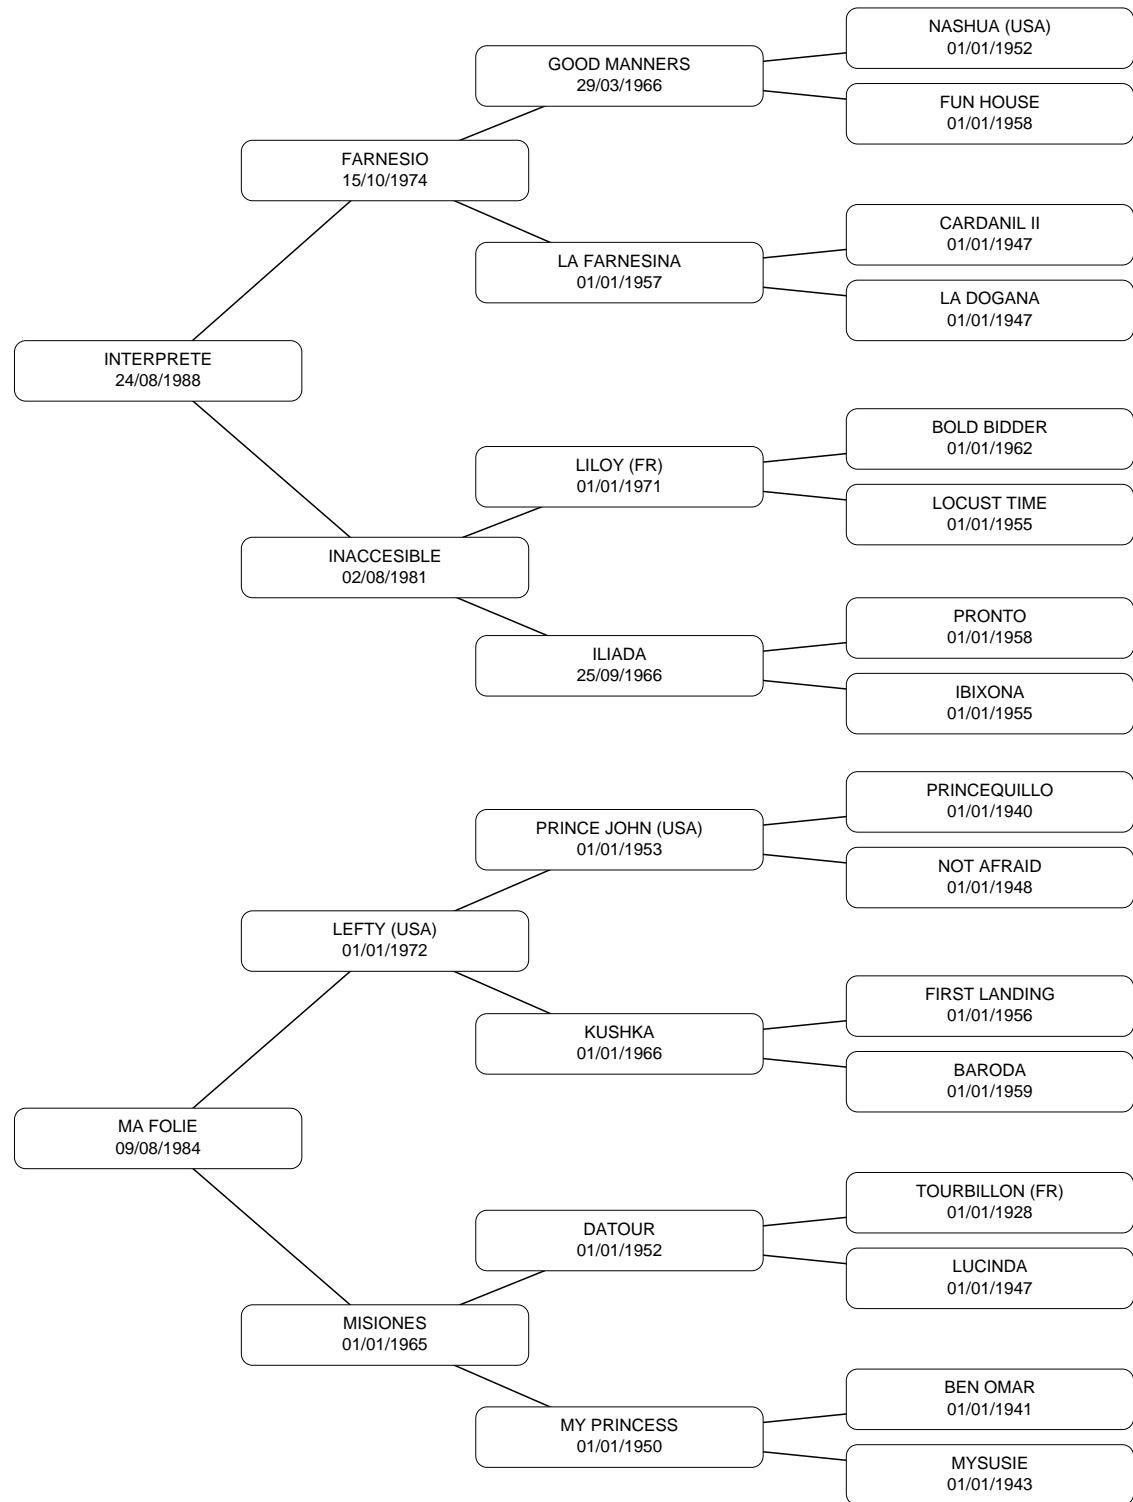 NASHUA (USA)
01/01/1952
GOOD MANNERS
29/03/1966
FUN HOUSE
01/01/1958
FARNESIO
15/10/1974
CARDANIL II
01/01/1947
LA FARNESINA
01/01/1957
LA DOGANA
01/01/1947
INTERPRETE
24/08/1988
BOLD BIDDER
01/01/1962
LILOY (FR)
01/01/1971
LOCUST TIME
01/01/1955
INACCESIBLE
02/08/1981
PRONTO
01/01/1958
ILIADA
25/09/1966
IBIXONA
01/01/1955
PRINCEQUILLO
01/01/1940
PRINCE JOHN (USA)
01/01/1953
NOT AFRAID
01/01/1948
LEFTY (USA)
01/01/1972
FIRST LANDING
01/01/1956
KUSHKA
01/01/1966
BARODA
01/01/1959
MA FOLIE
09/08/1984
TOURBILLON (FR)
01/01/1928
DATOUR
01/01/1952
LUCINDA
01/01/1947
MISIONES
01/01/1965
BEN OMAR
01/01/1941
MY PRINCESS
01/01/1950
MYSUSIE
01/01/1943